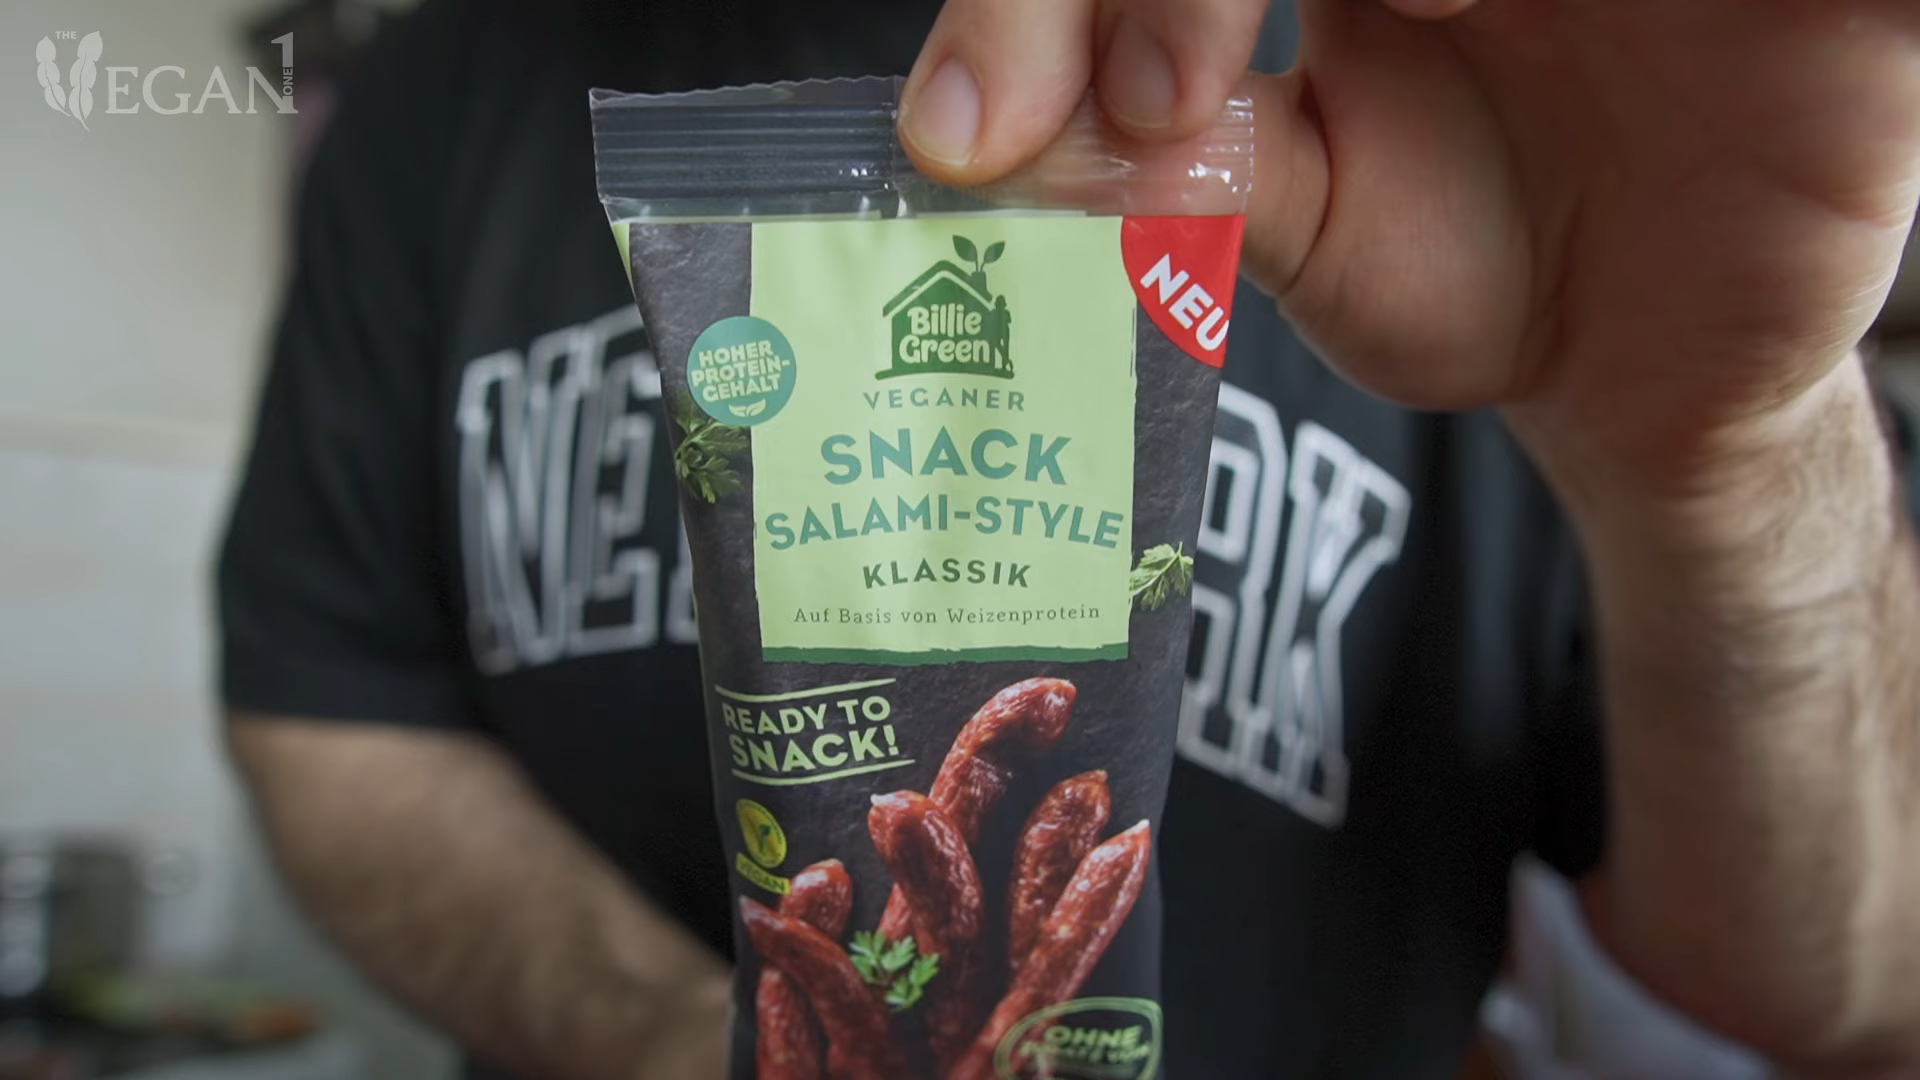 THE
VEGAN
ONE
1
NEU
Billie
Green
HOHER
PROTEIN-
GEHALT
VEGANER
SNACK
SALAMI-STYLE
KLASSIK
Auf Basis von Weizenprotein
READY TO
SNACK!
VEGAN
OHNE